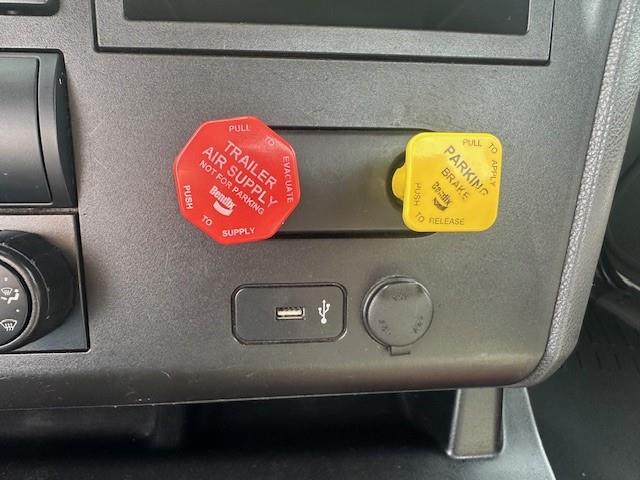 PULL TO EVACUATE
TRAILER
AIR SUPPLY
NOT FOR PARKING
Bendix
PUSH TO SUPPLY
PULL TO APPLY
PARKING
BRAKE
Bendix
PUSH TO RELEASE